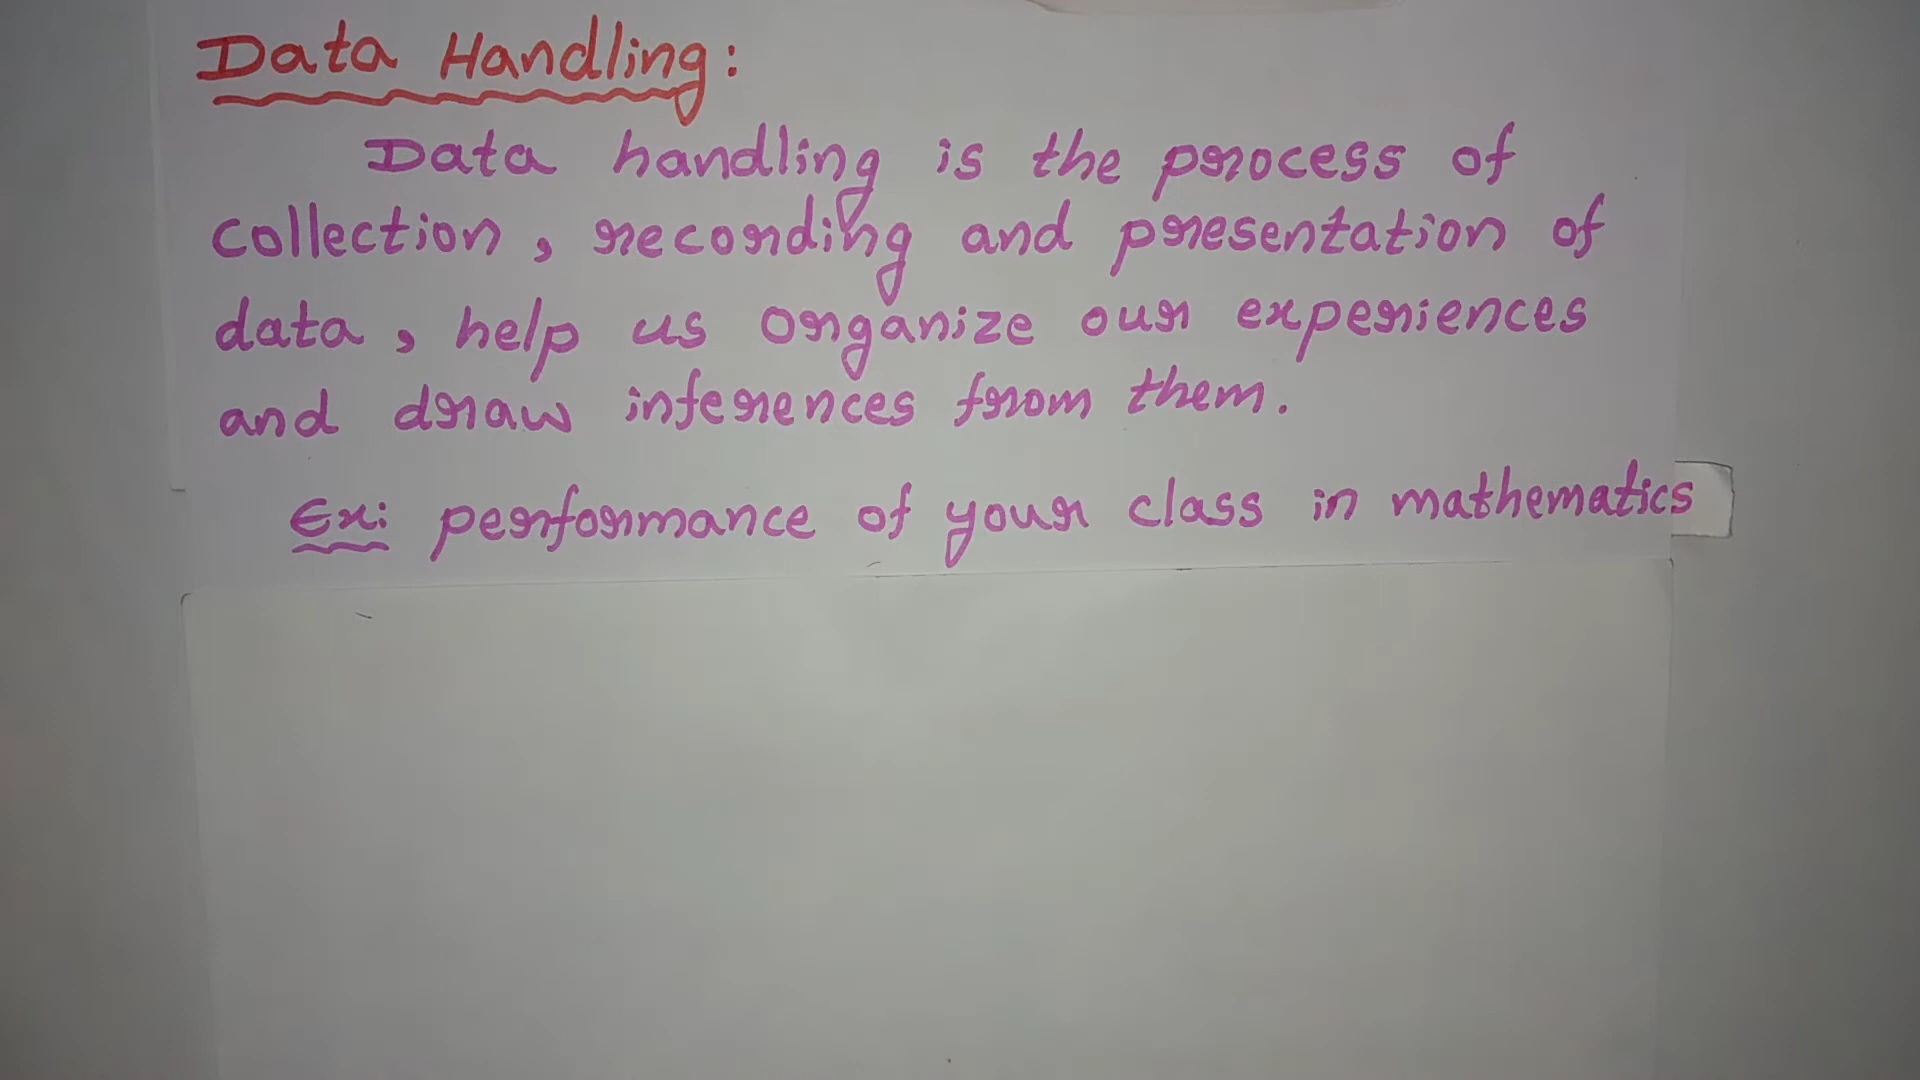 Data Handling:
Data handling is the process of
collection, recording and presentation of
data, help us organize our experiences
and draw inferences from them.
Ex: performance of your class in mathematics